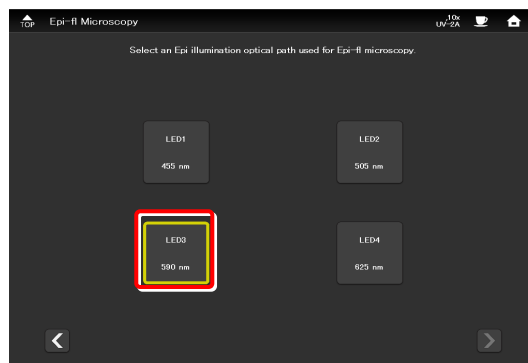 TOP Epi-fl Microscopy 10x
UV-2A
Select an Epi illumination optical path used for Epi-fl microscopy.
LED1
455 nm
LED2
505 nm
LED3
590 nm
LED4
625 nm